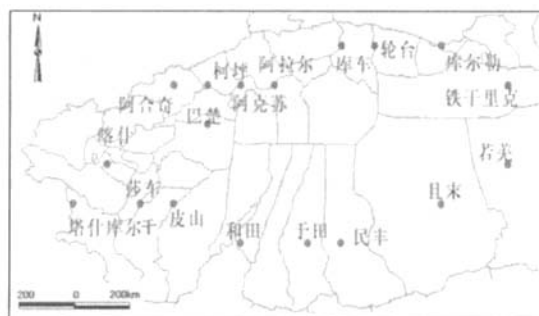 N
柯坪 阿拉尔 库车 轮台 库尔勒
阿合奇 巴楚 阿克苏 铁干里克
喀什 若羌
莎车 且末
塔什库尔干 皮山 和田 于田 民丰
200 0 200km